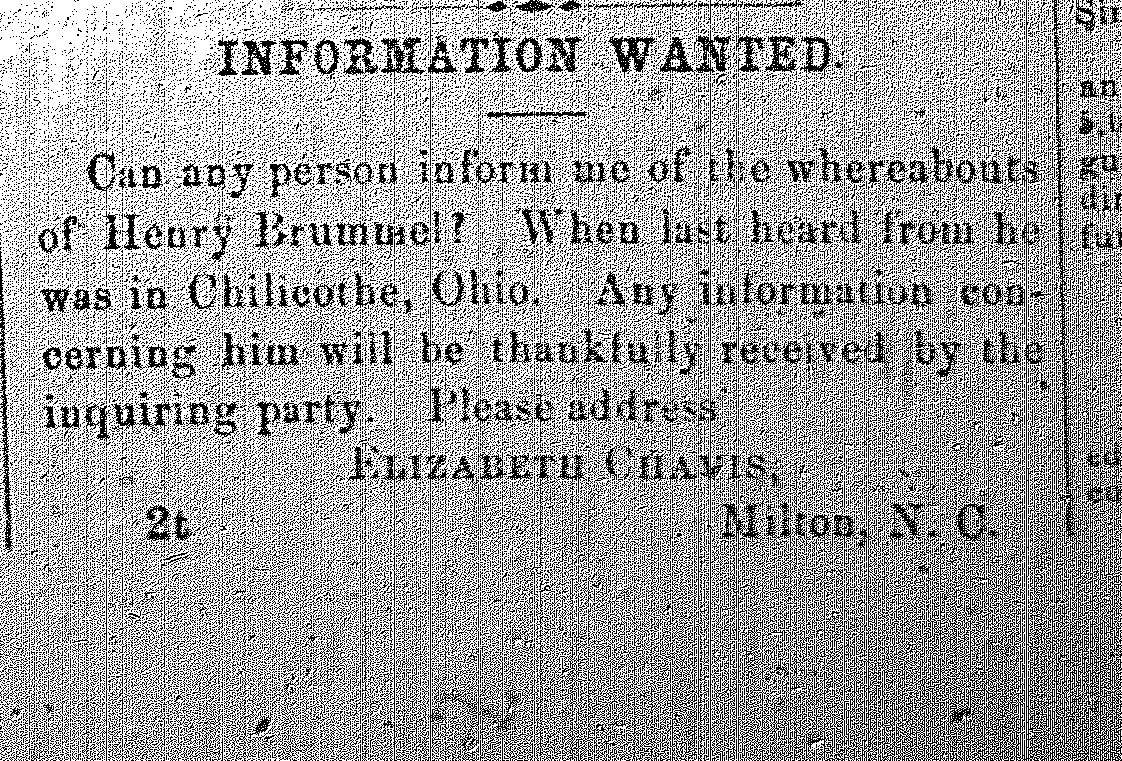 INFORMATION WANTED.
Can any person inform me of the whereabouts
of Henry Brummel? When last heard from he
was in Chilicothe, Ohio. Any information con-
cerning him will be thankfully received by the
inquiring party. Please address
ELIZABETH CHAVIS,
2t Milton, N. C.